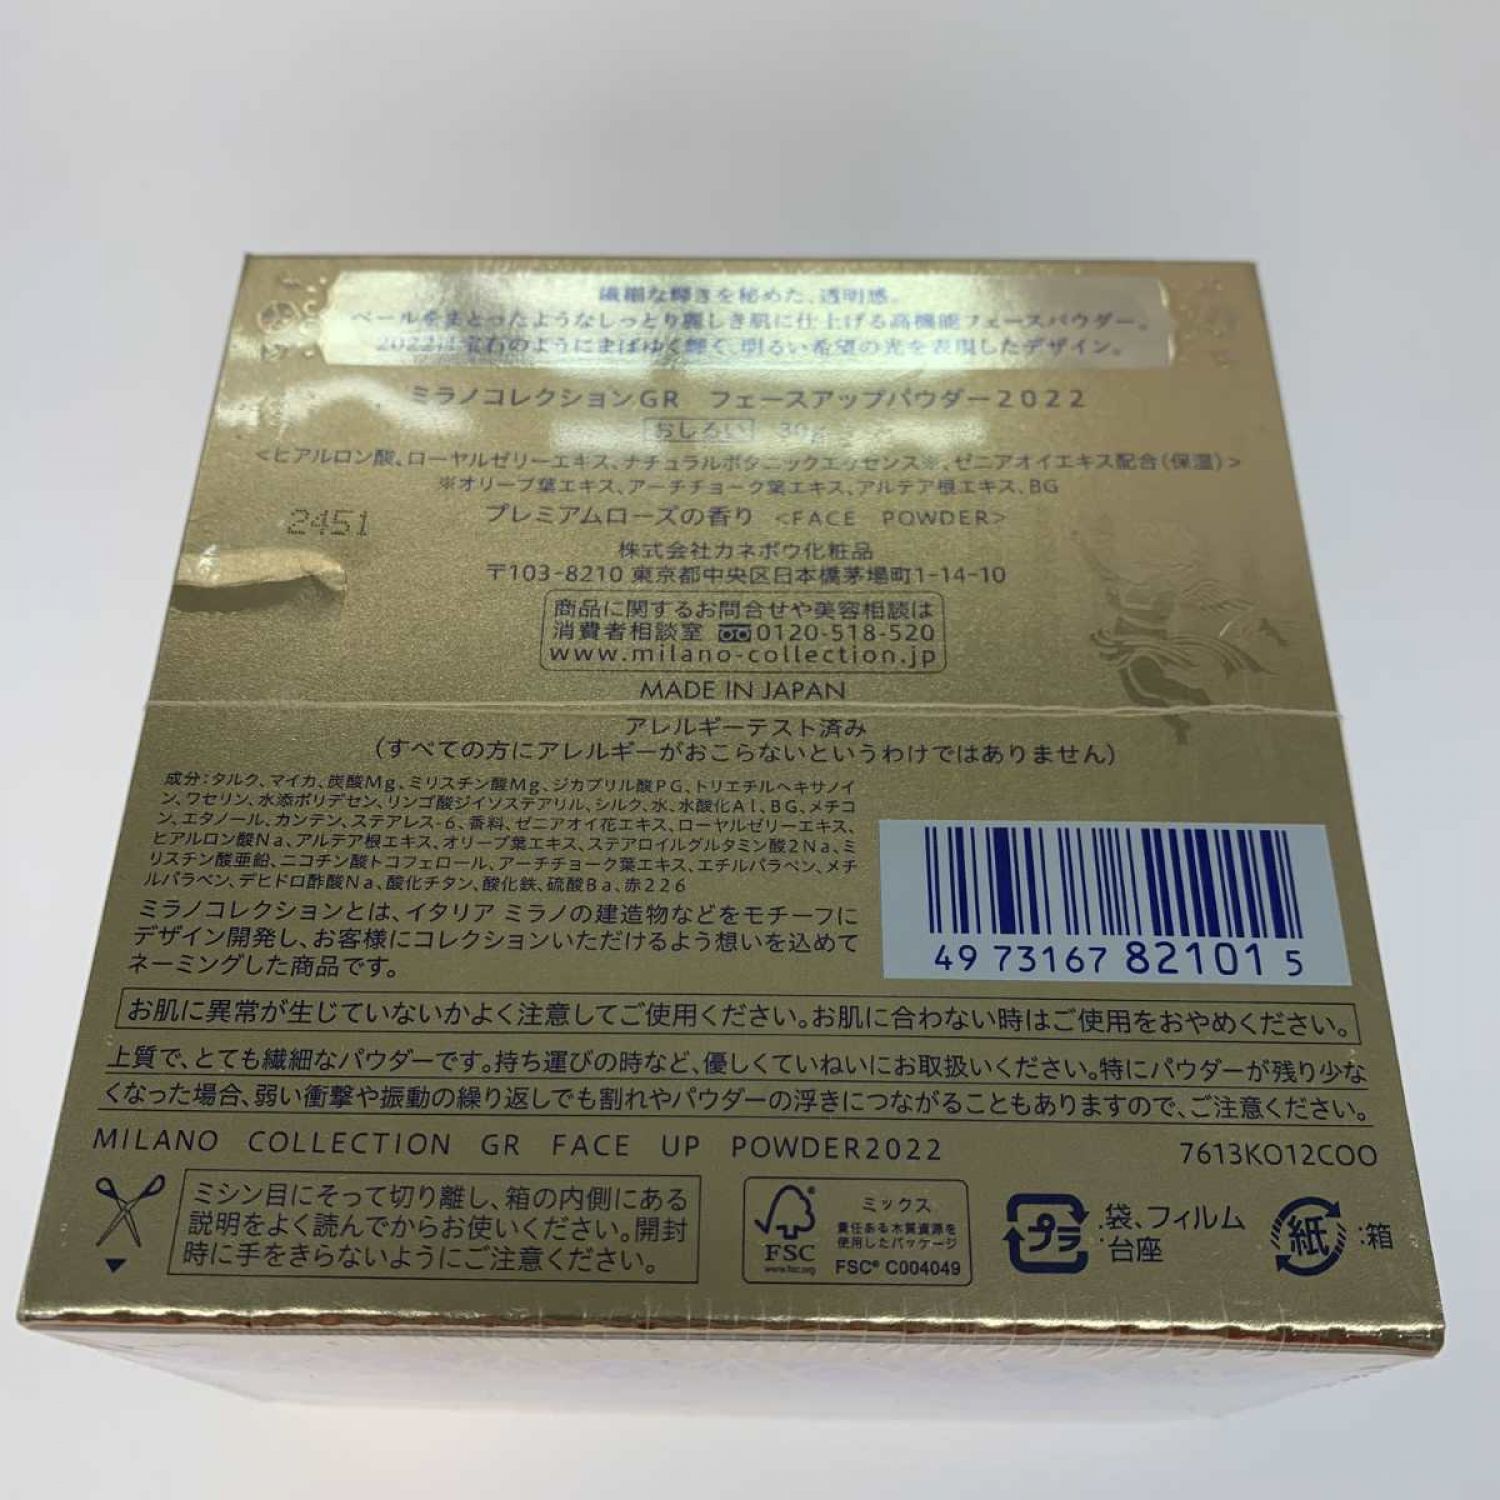 繊細な輝きを秘めた、透明感。
ベールをまとったようなしっとり麗しき肌に仕上げる高機能フェースパウダー。
2022は宝石のようにまばゆく輝く、明るい希望の光を表現したデザイン。
ミラノコレクションGR フェースアップパウダー2022
おしろい 30g
<ヒアルロン酸、ローヤルゼリーエキス、ナチュラルボタニックエッセンス※、ゼニアオイエキス配合(保湿)>
※オリーブ葉エキス、アーチチョーク葉エキス、アルテア根エキス、BG
2451
プレミアムローズの香り <FACE POWDER>
株式会社カネボウ化粧品
〒103-8210 東京都中央区日本橋茅場町1-14-10
商品に関するお問合せや美容相談は
消費者相談室 0120-518-520
www.milano-collection.jp
MADE IN JAPAN
アレルギーテスト済み
(すべての方にアレルギーがおこらないというわけではありません)
成分:タルク、マイカ、炭酸Mg、ミリスチン酸Mg、ジカプリル酸PG、トリエチルヘキサノイ
ン、ワセリン、水添ポリデセン、リンゴ酸ジイソステアリル、シルク、水、水酸化Al、BG、メチコ
ン、エタノール、カンテン、ステアレス-6、香料、ゼニアオイ花エキス、ローヤルゼリーエキス、
ヒアルロン酸Na、アルテア根エキス、オリーブ葉エキス、ステアロイルグルタミン酸2Na、ミ
リスチン酸亜鉛、ニコチン酸トコフェロール、アーチチョーク葉エキス、エチルパラベン、メチ
ルパラベン、デヒドロ酢酸Na、酸化チタン、酸化鉄、硫酸Ba、赤226
ミラノコレクションとは、イタリア ミラノの建造物などをモチーフに
デザイン開発し、お客様にコレクションいただけるよう想いを込めて
ネーミングした商品です。
49 73167 82101 5
お肌に異常が生じていないかよく注意してご使用ください。お肌に合わない時はご使用をおやめください。
上質で、とても繊細なパウダーです。持ち運びの時など、優しくていねいにお取扱いください。特にパウダーが残り少な
くなった場合、弱い衝撃や振動の繰り返しでも割れやパウダーの浮きにつながることもありますので、ご注意ください。
MILANO COLLECTION GR FACE UP POWDER2022
7613KO12COO
ミシン目にそって切り離し、箱の内側にある
説明をよく読んでからお使いください。開封
時に手をきらないようにご注意ください。
FSC
www.fsc.org
ミックス
責任ある木質資源を
使用したパッケージ
FSC® C004049
プラ
:袋、フィルム
台座
紙
:箱